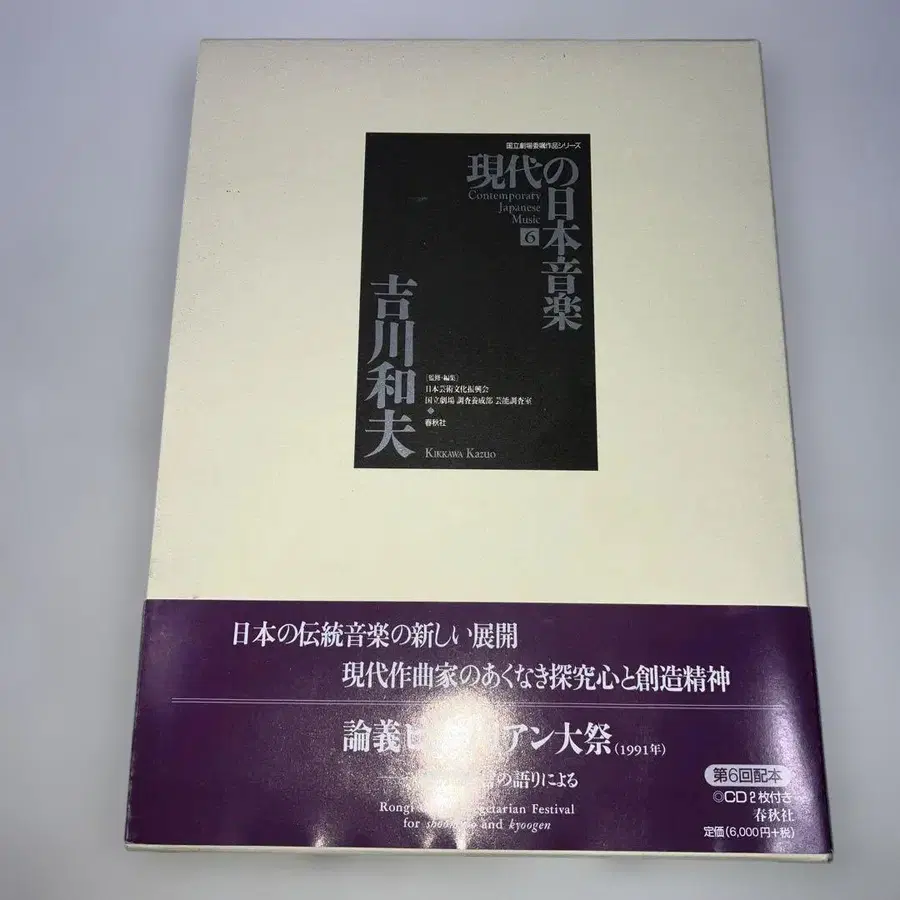 国立劇場委嘱作品シリーズ
現代の日本音楽
Contemporary
Japanese
Music
6
吉川和夫
[監修・編集]
日本芸術文化振興会
国立劇場 調査養成部 芸能調査室
春秋社
KIKKAWA Kazuo
日本の伝統音楽の新しい展開
現代作曲家のあくなき探究心と創造精神
論義 アン大祭(1991年)
の語りによる
Rongi Festival
for and kyoogen
第6回配本
◎CD2枚付き
春秋社
定価(6,000円+税)